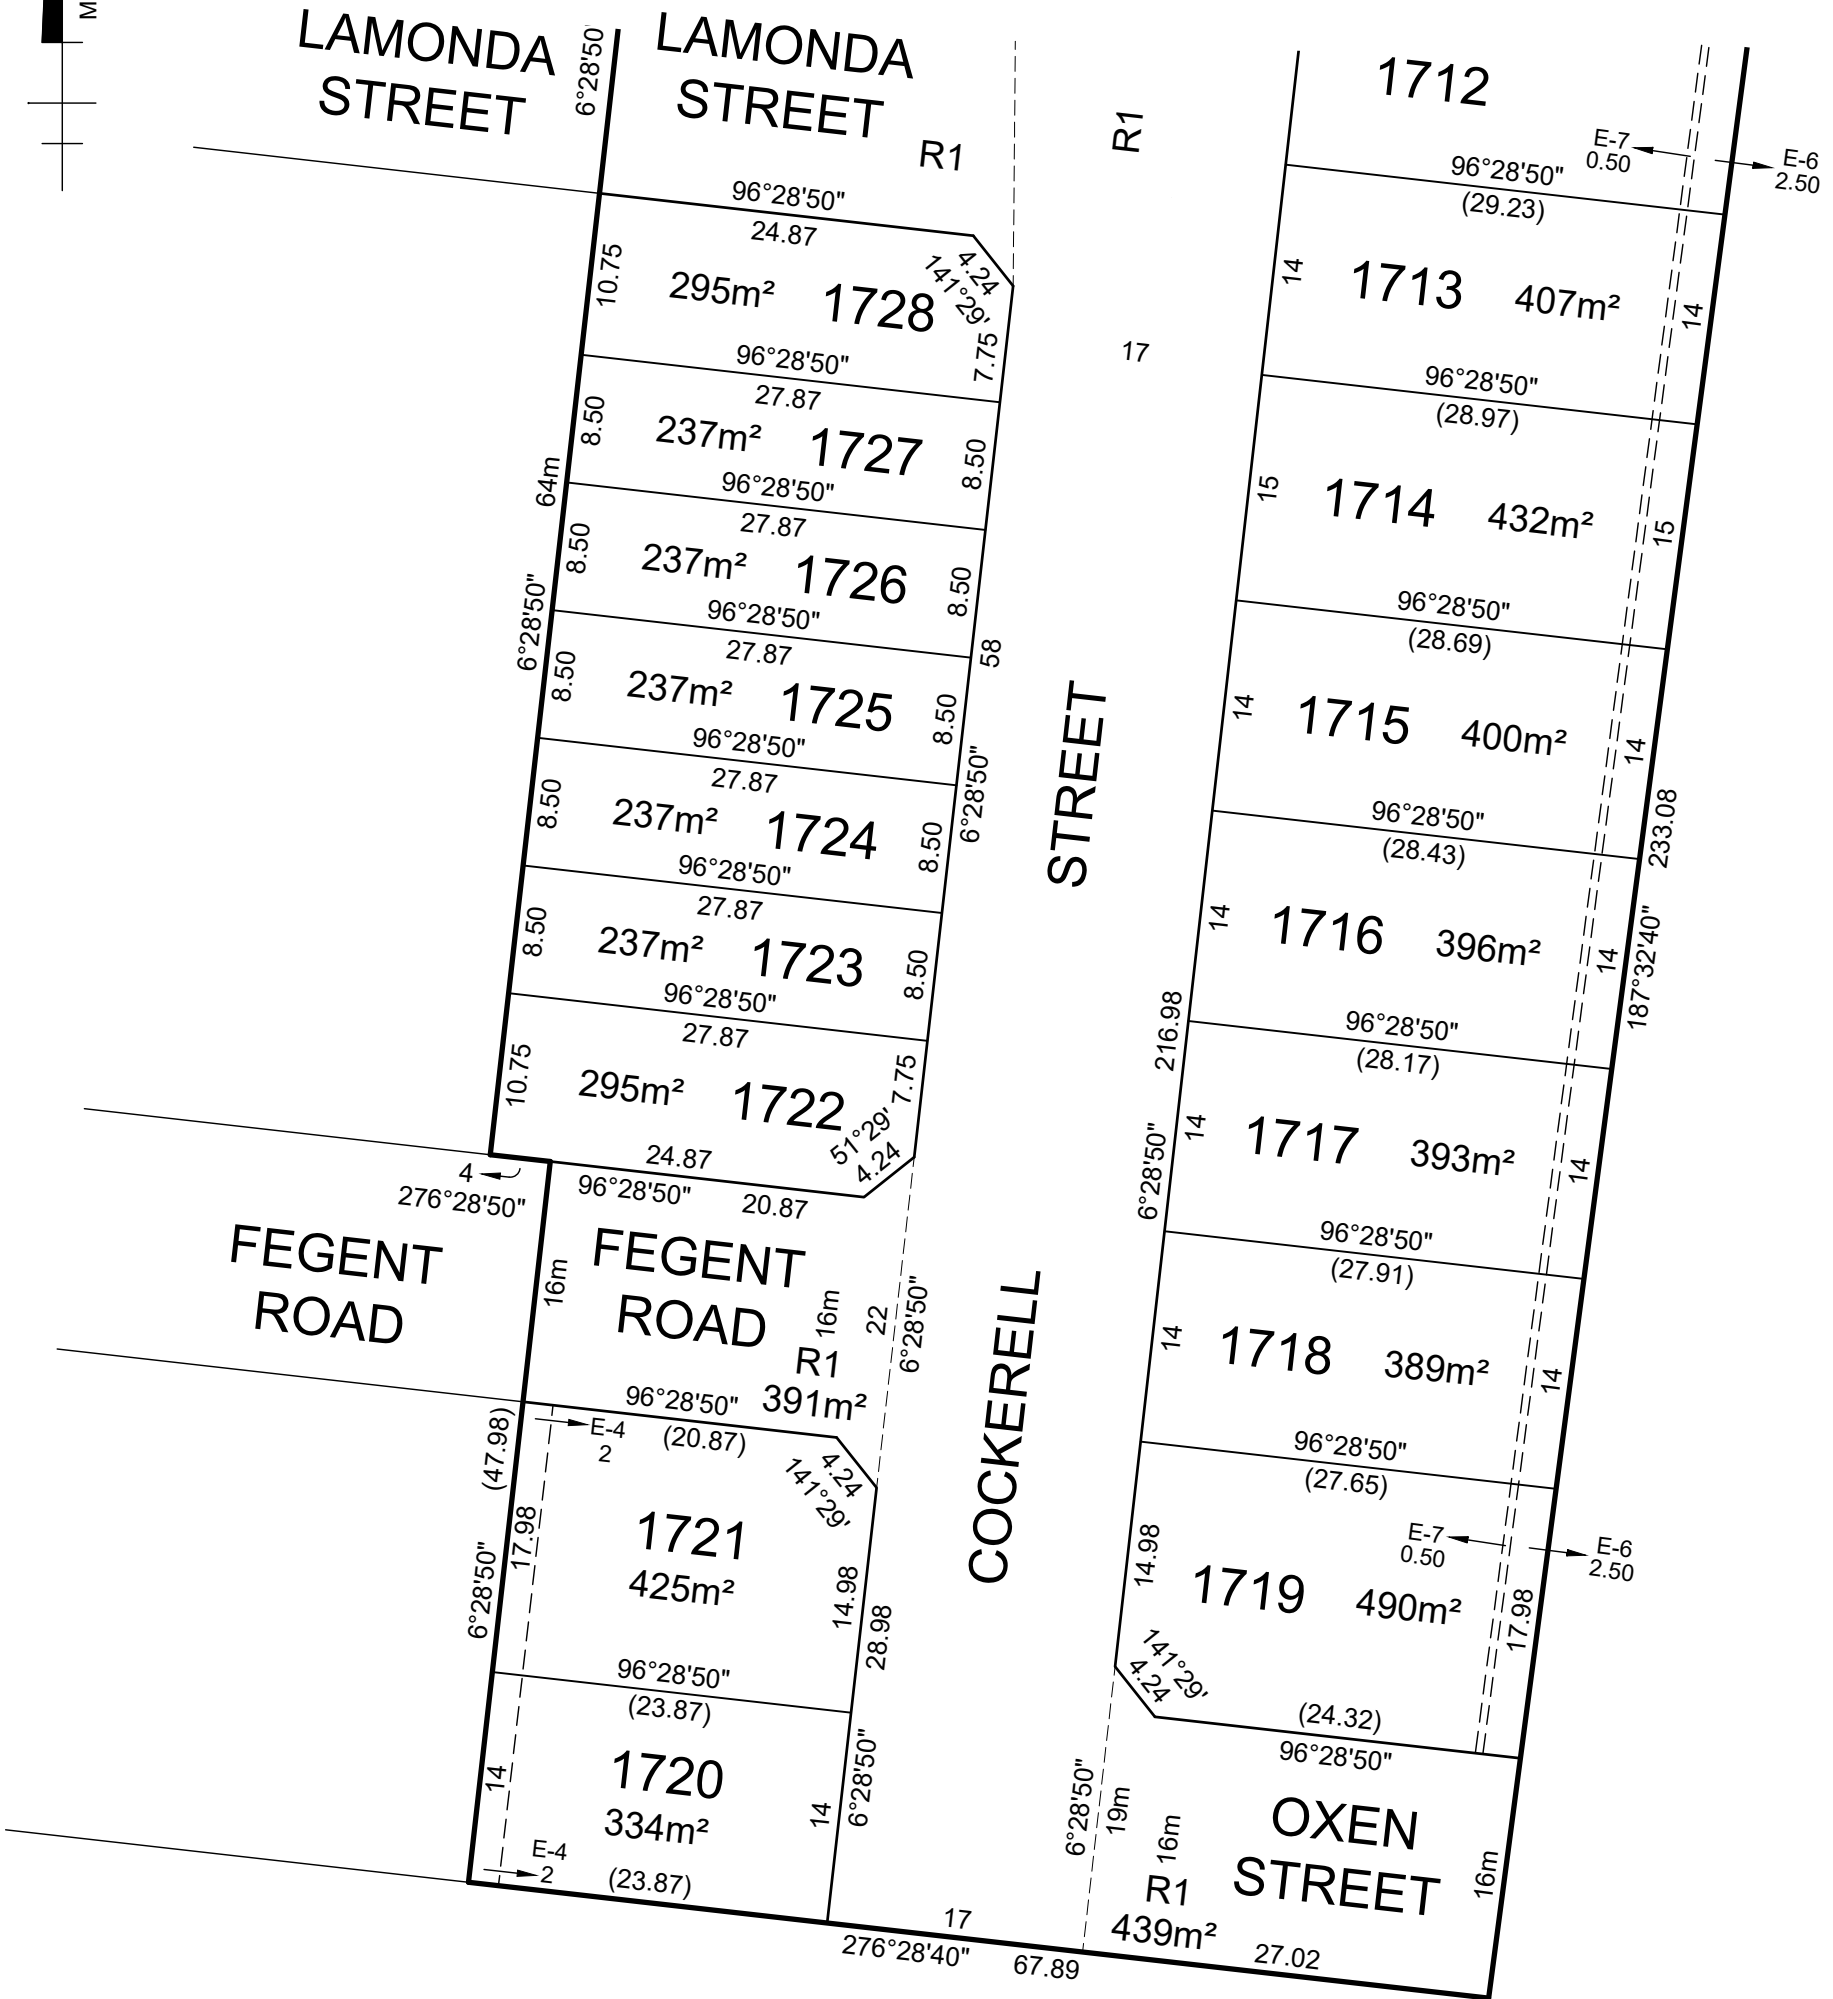 M
LAMONDA
STREET
6°28'50"
LAMONDA
STREET
R1
R1
1712
E-7
0.50
E-6
2.50
96°28'50"
24.87
10.75
295m²
1728
4.24
141°29'
7.75
96°28'50"
27.87
8.50
237m²
1727
8.50
96°28'50"
27.87
64m
8.50
237m²
1726
8.50
96°28'50"
27.87
6°28'50"
8.50
237m²
1725
8.50
58
6°28'50"
96°28'50"
27.87
8.50
237m²
1724
8.50
96°28'50"
27.87
8.50
237m²
1723
8.50
96°28'50"
27.87
10.75
295m²
1722
7.75
51°29'
4.24
24.87
96°28'50"
20.87
4
276°28'50"
17
STREET
COCKERELL
96°28'50"
(29.23)
14
1713
407m²
14
96°28'50"
(28.97)
15
1714
432m²
15
96°28'50"
(28.69)
14
1715
400m²
14
233.08
187°32'40"
96°28'50"
(28.43)
14
1716
396m²
14
216.98
6°28'50"
96°28'50"
(28.17)
14
1717
393m²
14
96°28'50"
(27.91)
14
1718
389m²
14
96°28'50"
(27.65)
14.98
1719
490m²
E-7
0.50
E-6
2.50
17.98
141°29'
4.24
(24.32)
96°28'50"
FEGENT
ROAD
16m
FEGENT
ROAD
16m
22
6°28'50"
R1
391m²
96°28'50"
(20.87)
E-4
2
(47.98)
6°28'50"
17.98
4.24
141°29'
1721
425m²
14.98
28.98
96°28'50"
(23.87)
14
1720
334m²
14
6°28'50"
E-4
2
(23.87)
17
276°28'40"
67.89
6°28'50"
19m
16m
R1
439m²
OXEN
STREET
16m
27.02